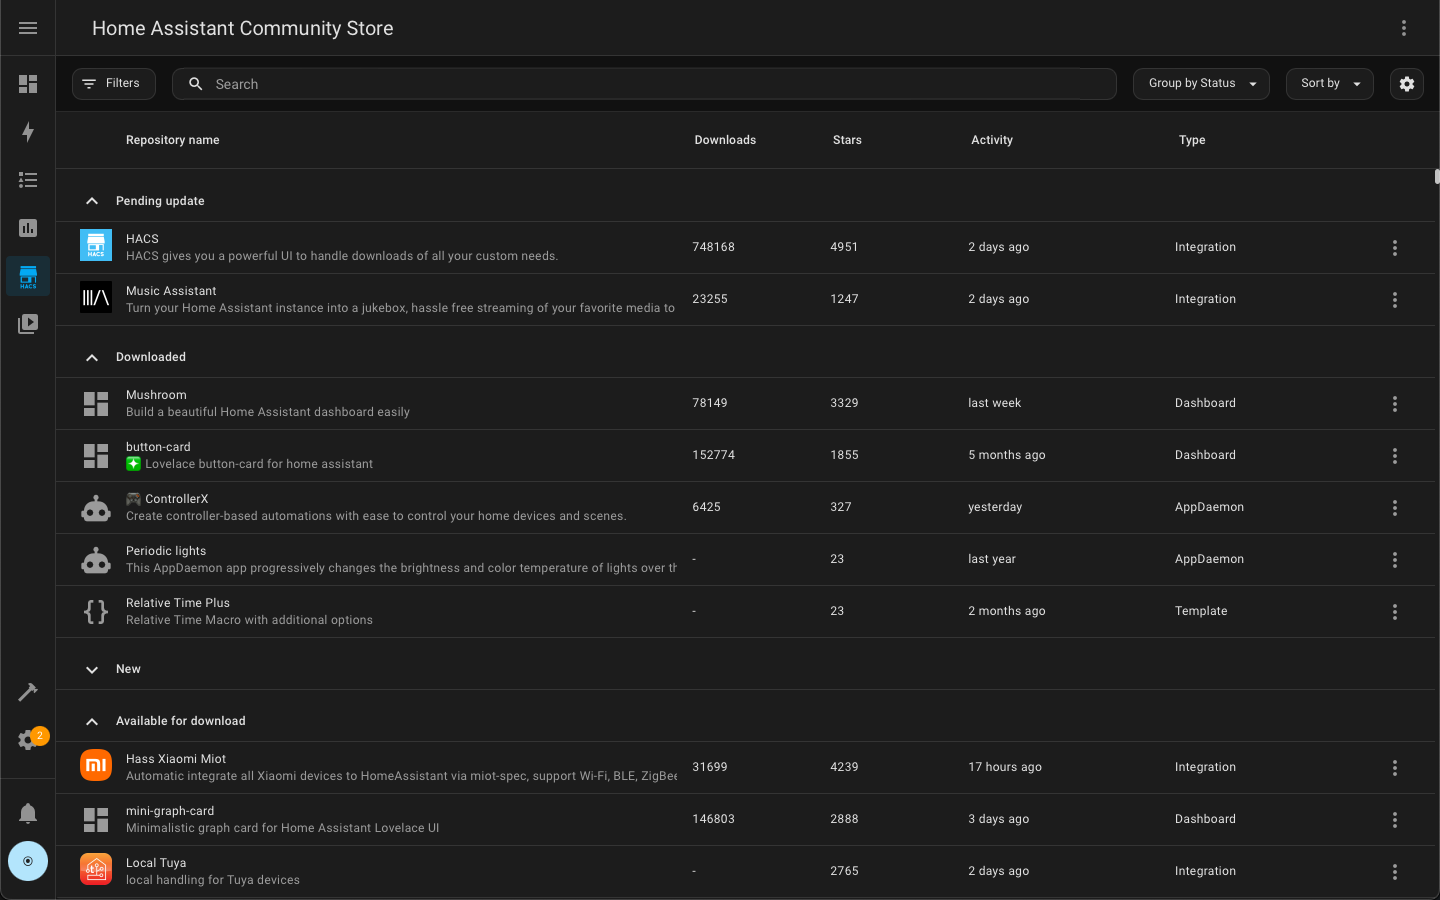 Home Assistant Community Store
Filters
Search
Group by Status
Sort by
Repository name Downloads Stars Activity Type
Pending update
HACS
HACS
HACS gives you a powerful UI to handle downloads of all your custom needs.
748168 4951 2 days ago Integration
Music Assistant
Turn your Home Assistant instance into a jukebox, hassle free streaming of your favorite media to
23255 1247 2 days ago Integration
HACS
Downloaded
Mushroom
Build a beautiful Home Assistant dashboard easily
78149 3329 last week Dashboard
button-card
Lovelace button-card for home assistant
152774 1855 5 months ago Dashboard
ControllerX
Create controller-based automations with ease to control your home devices and scenes.
6425 327 yesterday AppDaemon
Periodic lights
This AppDaemon app progressively changes the brightness and color temperature of lights over th
- 23 last year AppDaemon
Relative Time Plus
Relative Time Macro with additional options
- 23 2 months ago Template
New
Available for download
2
mi
Hass Xiaomi Miot
Automatic integrate all Xiaomi devices to HomeAssistant via miot-spec, support Wi-Fi, BLE, ZigBee
31699 4239 17 hours ago Integration
mini-graph-card
Minimalistic graph card for Home Assistant Lovelace UI
146803 2888 3 days ago Dashboard
Local Tuya
local handling for Tuya devices
- 2765 2 days ago Integration